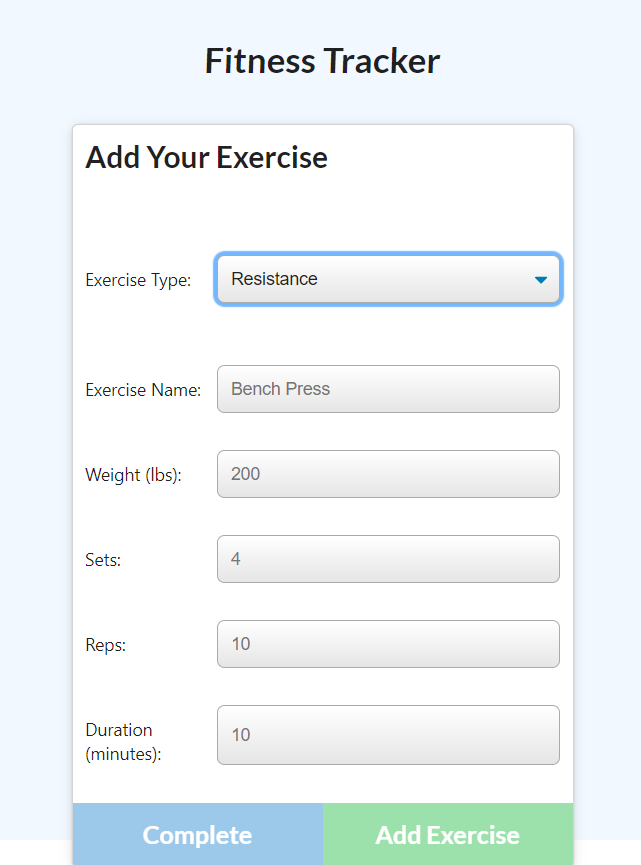 Fitness Tracker
Add Your Exercise
Exercise Type: Resistance
Exercise Name: Bench Press
Weight (lbs): 200
Sets: 4
Reps: 10
Duration
(minutes): 10
Complete Add Exercise